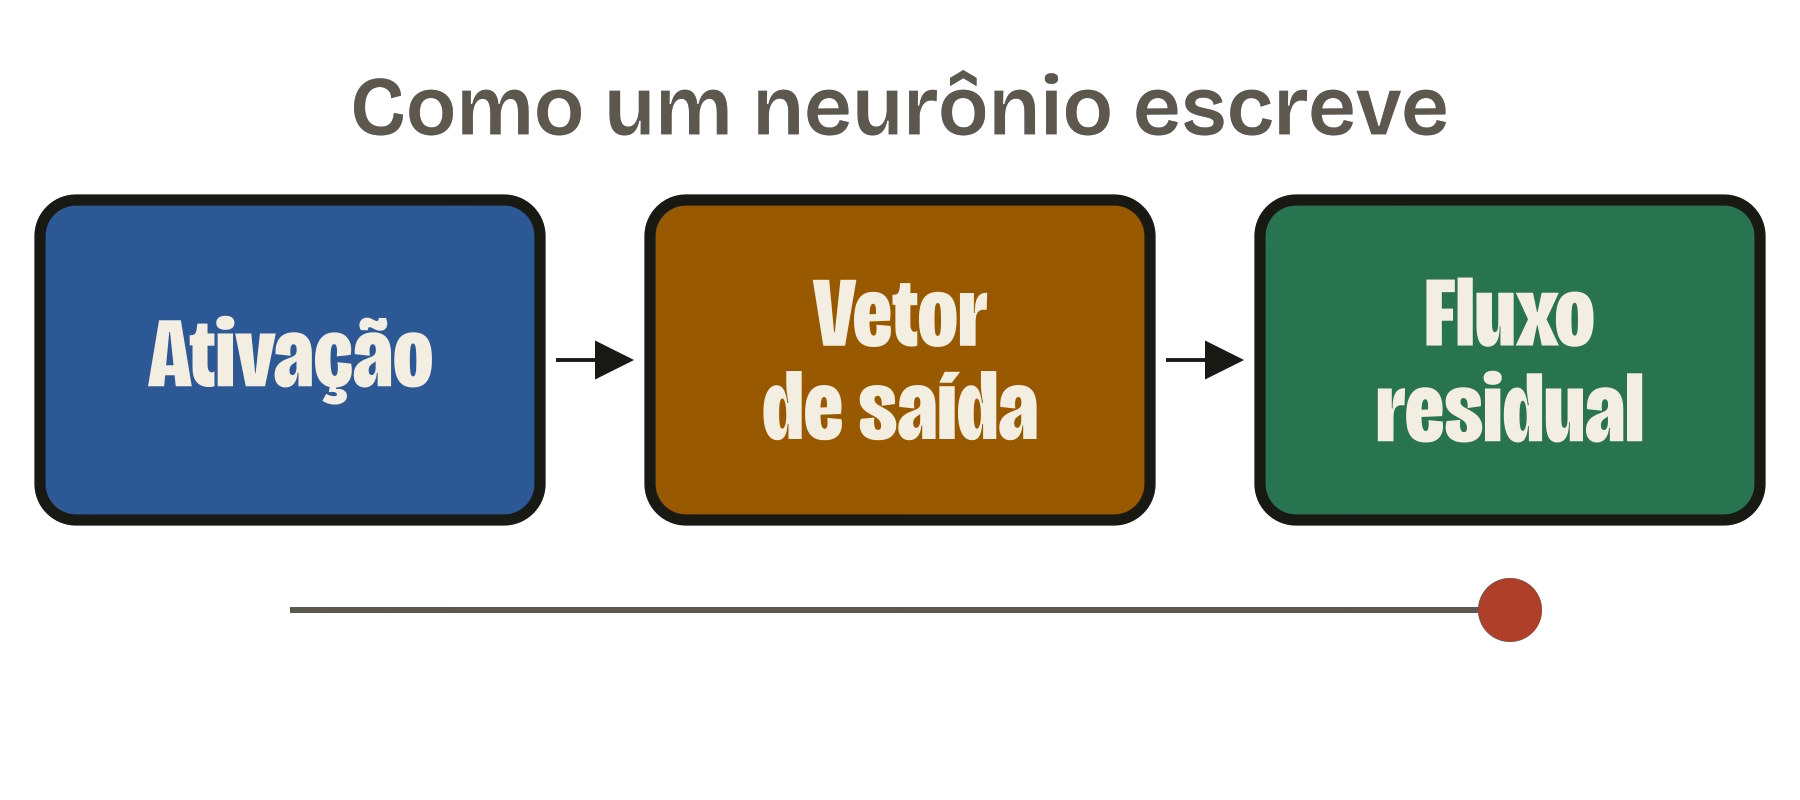 Como um neurônio escreve
Ativação
Vetor
de saída
Fluxo
residual